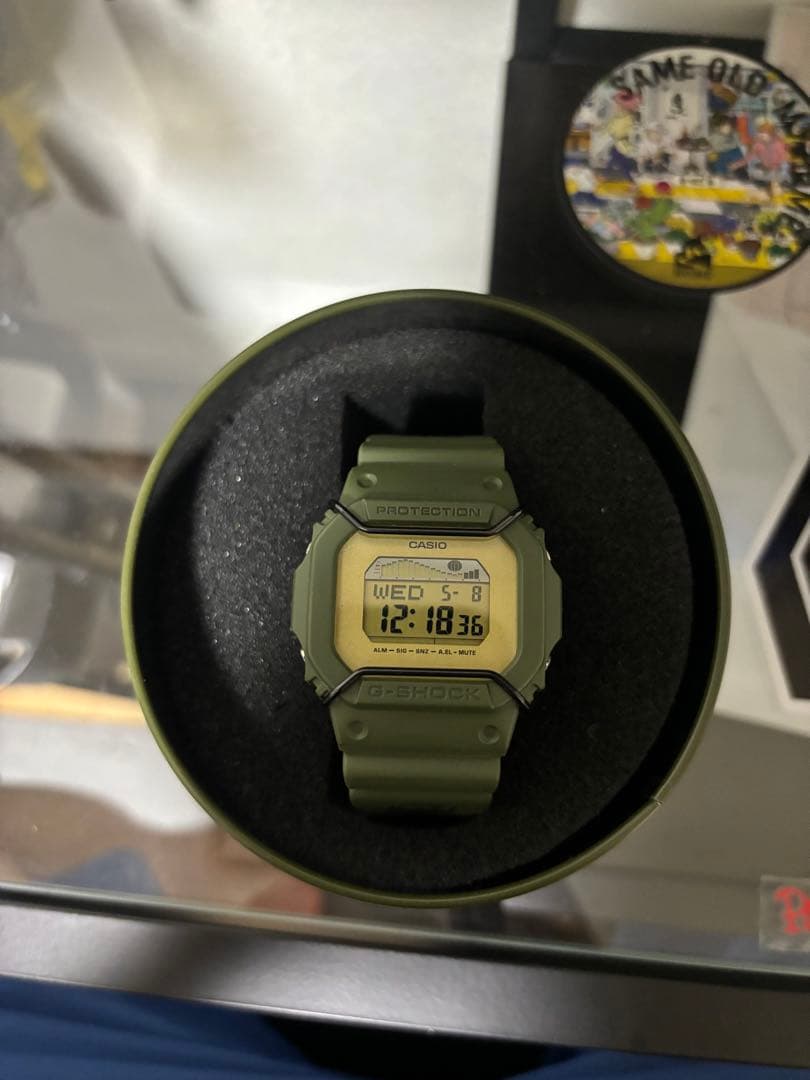 SAME OLD
PROTECTION
CASIO
WED 5-8
12:18 36
ALM - SIG - SNZ - A.EL - MUTE
G-SHOCK